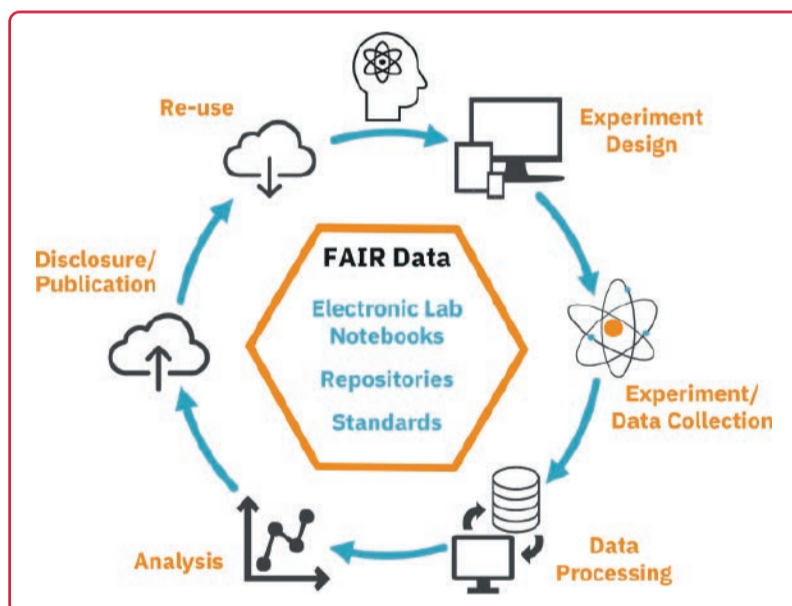 Re-use
Experiment
Design
Disclosure/
Publication
FAIR Data
Electronic Lab
Notebooks
Repositories
Standards
Experiment/
Data Collection
Analysis
Data
Processing